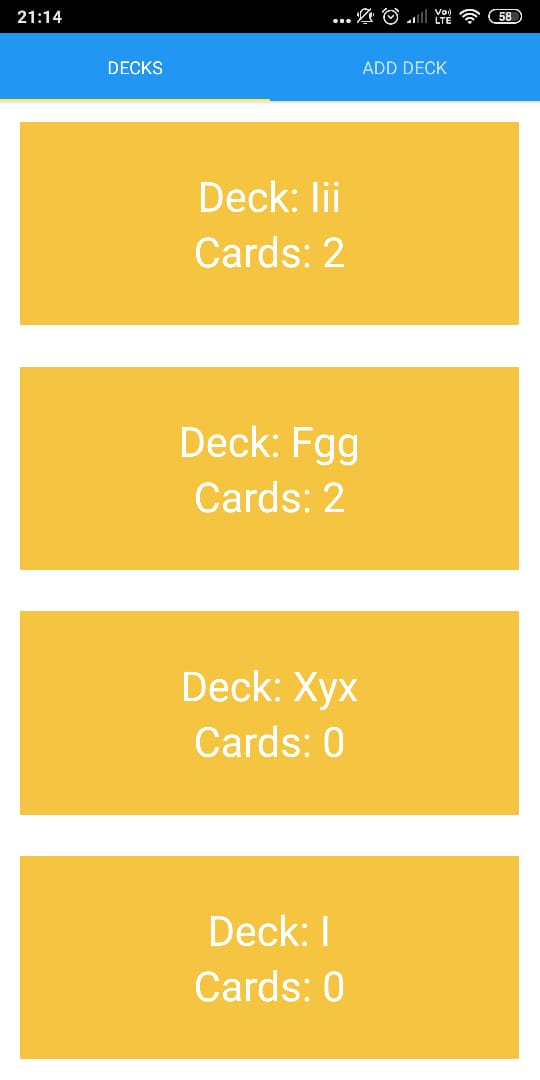 21:14
Vo) LTE
58
DECKS
ADD DECK
Deck: Iii
Cards: 2
Deck: Fgg
Cards: 2
Deck: Xyx
Cards: 0
Deck: I
Cards: 0